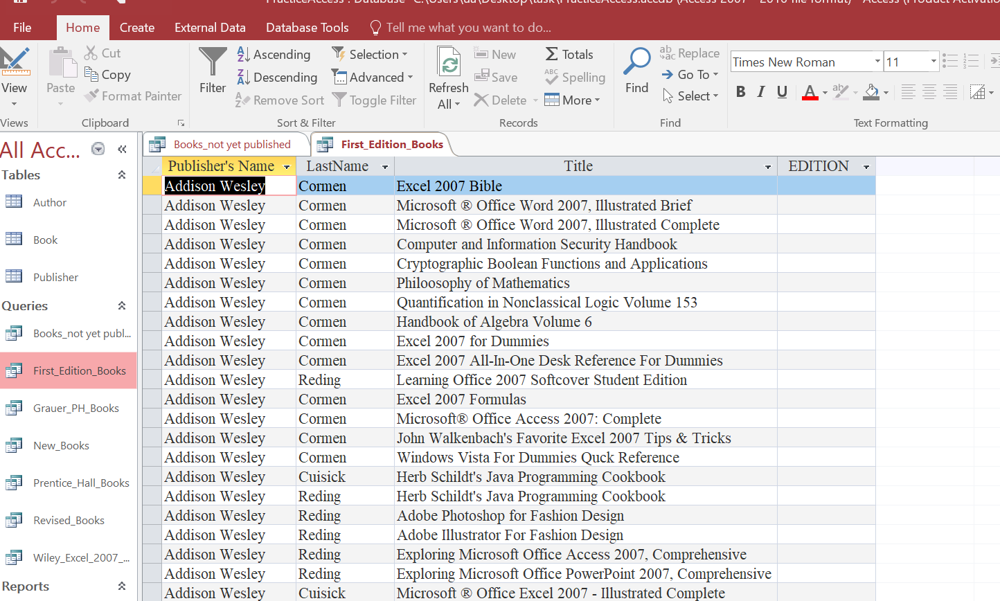 PracticeAccess : Database- C:\Users\ua\Desktop\task\PracticeAccess.accdb (Access 2007 - 2016 file format) - Access (Product Activatio
File Home Create External Data Database Tools Tell me what you want to do...
View
Views
Paste
Cut
Copy
Format Painter
Clipboard
Filter
Ascending
Descending
Remove Sort
Selection
Advanced
Toggle Filter
Sort & Filter
Refresh
All
New
Save
Delete
Totals
Spelling
More
Records
Find
Replace
Go To
Select
Find
Times New Roman 11
B I U A
Text Formatting
All Acc...
Tables
Author
Book
Publisher
Queries
Books_not yet publ...
First_Edition_Books
Grauer_PH_Books
New_Books
Prentice_Hall_Books
Revised_Books
Wiley_Excel_2007_...
Reports
Books_not yet published First_Edition_Books
Publisher's Name LastName Title EDITION
Addison Wesley Cormen Excel 2007 Bible
Addison Wesley Cormen Microsoft ® Office Word 2007, Illustrated Brief
Addison Wesley Cormen Microsoft ® Office Word 2007, Illustrated Complete
Addison Wesley Cormen Computer and Information Security Handbook
Addison Wesley Cormen Cryptographic Boolean Functions and Applications
Addison Wesley Cormen Philoosophy of Mathematics
Addison Wesley Cormen Quantification in Nonclassical Logic Volume 153
Addison Wesley Cormen Handbook of Algebra Volume 6
Addison Wesley Cormen Excel 2007 for Dummies
Addison Wesley Cormen Excel 2007 All-In-One Desk Reference For Dummies
Addison Wesley Reding Learning Office 2007 Softcover Student Edition
Addison Wesley Cormen Excel 2007 Formulas
Addison Wesley Cormen Microsoft® Office Access 2007: Complete
Addison Wesley Cormen John Walkenbach's Favorite Excel 2007 Tips & Tricks
Addison Wesley Cormen Windows Vista For Dummies Quck Reference
Addison Wesley Cuisick Herb Schildt's Java Programming Cookbook
Addison Wesley Reding Herb Schildt's Java Programming Cookbook
Addison Wesley Reding Adobe Photoshop for Fashion Design
Addison Wesley Reding Adobe Illustrator For Fashion Design
Addison Wesley Reding Exploring Microsoft Office Access 2007, Comprehensive
Addison Wesley Reding Exploring Microsoft Office PowerPoint 2007, Comprehensive
Addison Wesley Cuisick Microsoft ® Office Excel 2007 - Illustrated Complete